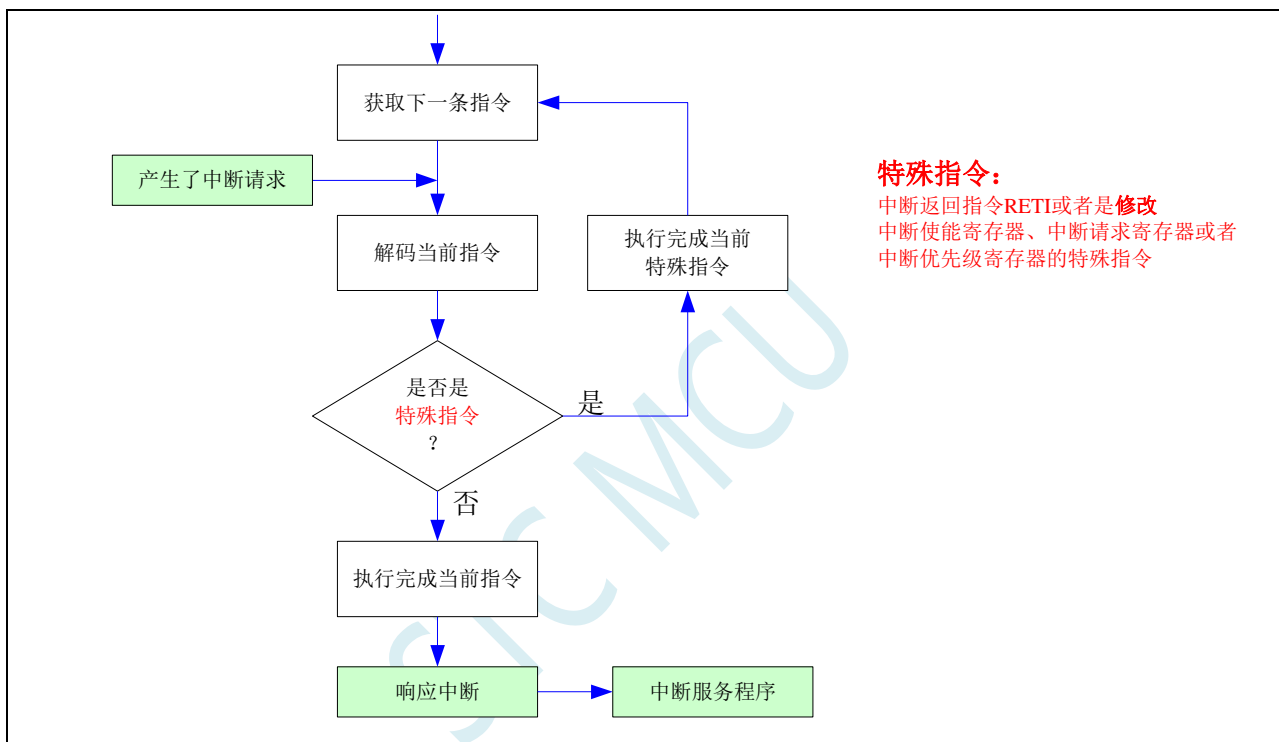 获取下一条指令
产生了中断请求
解码当前指令
执行完成当前
特殊指令
特殊指令：
中断返回指令RETI或者是修改
中断使能寄存器、中断请求寄存器或者
中断优先级寄存器的特殊指令
是否是
特殊指令
？
是
否
执行完成当前指令
响应中断
中断服务程序
STC MCU